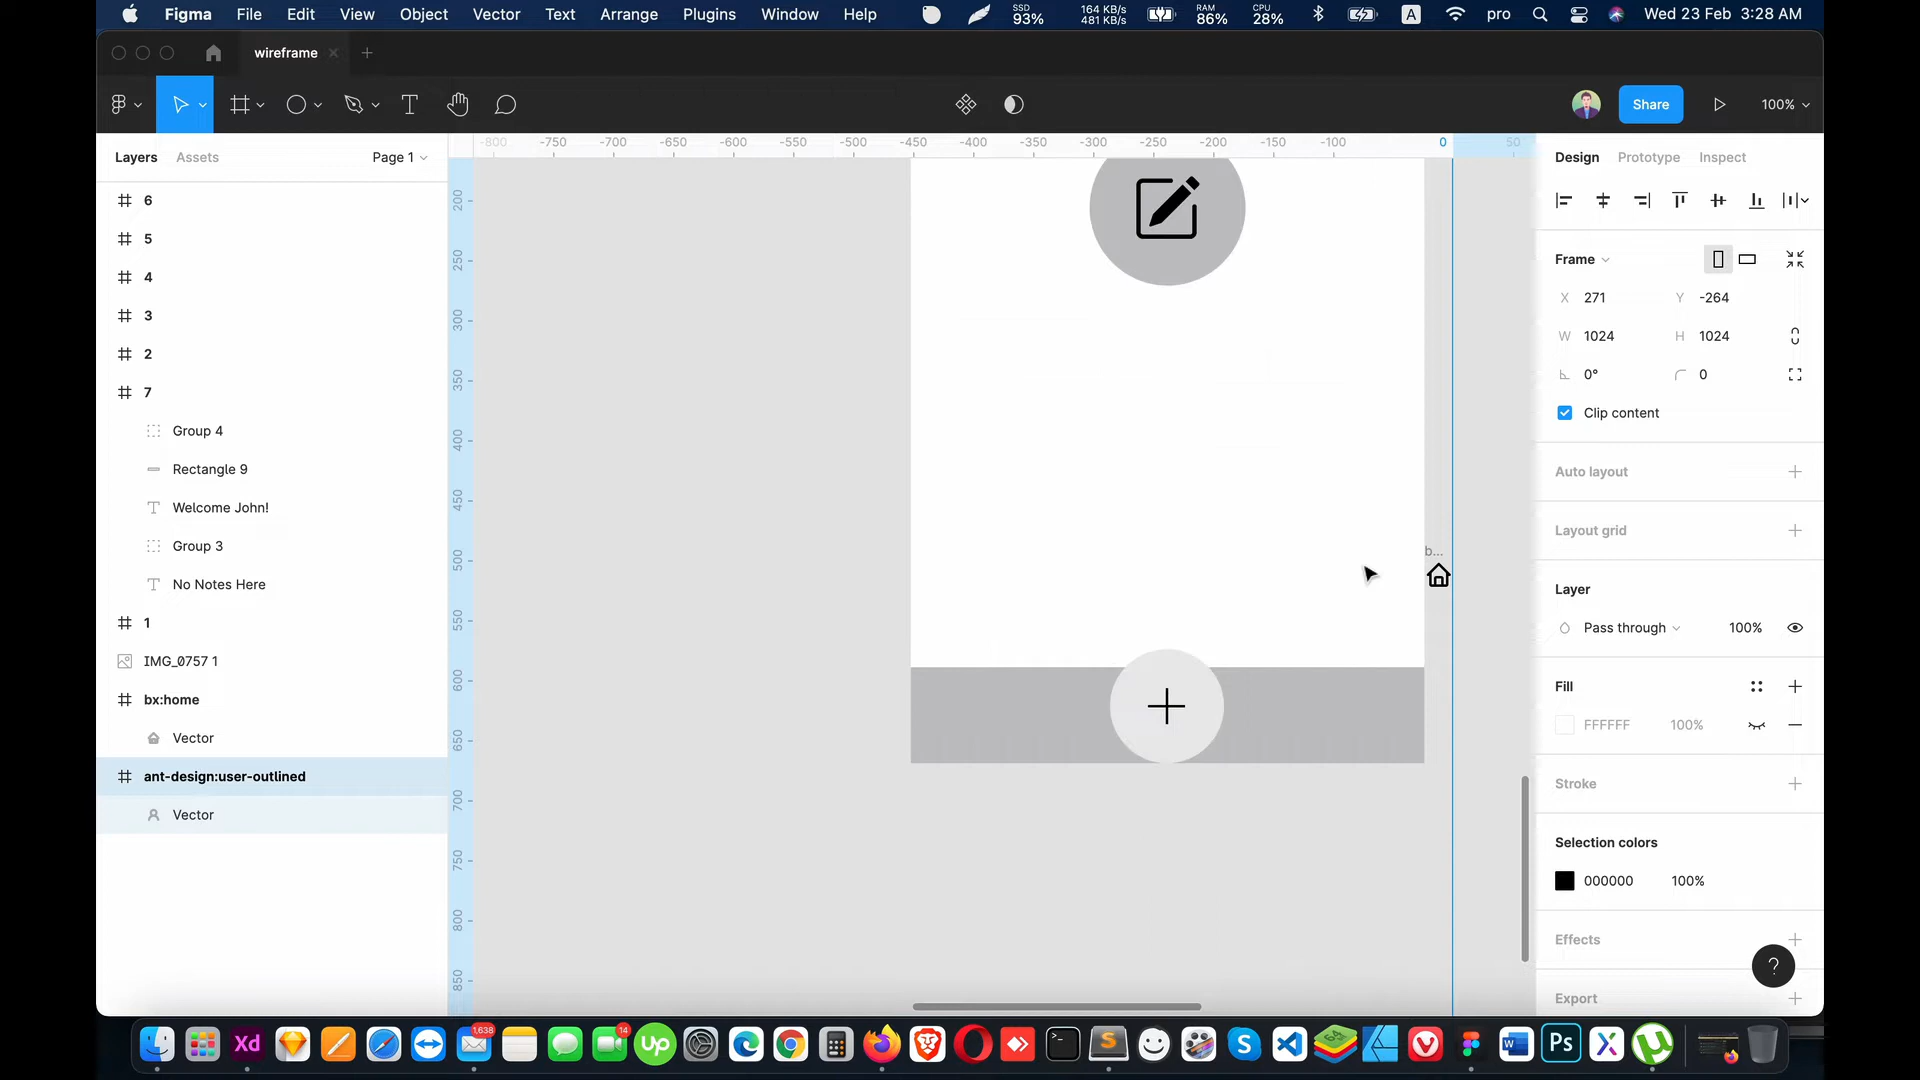 Figma File Edit View Object Vector Text Arrange Plugins Window Help
SSD 93%
164 KB/s
481 KB/s
RAM 86%
CPU 28%
A
pro
Wed 23 Feb 3:28 AM
wireframe
Share
100%
Layers Assets Page 1
-800 -750 -700 -650 -600 -550 -500 -450 -400 -350 -300 -250 -200 -150 -100 0 50
200
250
300
350
400
450
500
550
600
650
700
750
800
850
6
5
4
3
2
7
Group 4
Rectangle 9
Welcome John!
Group 3
No Notes Here
1
IMG_0757 1
bx:home
Vector
ant-design:user-outlined
Vector
b...
Design Prototype Inspect
Frame
X 271 Y -264
W 1024 H 1024
0° 0
Clip content
Auto layout
Layout grid
Layer
Pass through 100%
Fill
FFFFFF 100%
Stroke
Selection colors
000000 100%
Effects
?
Export
Xd
1,638
14
Up
S
S
W
Ps
X